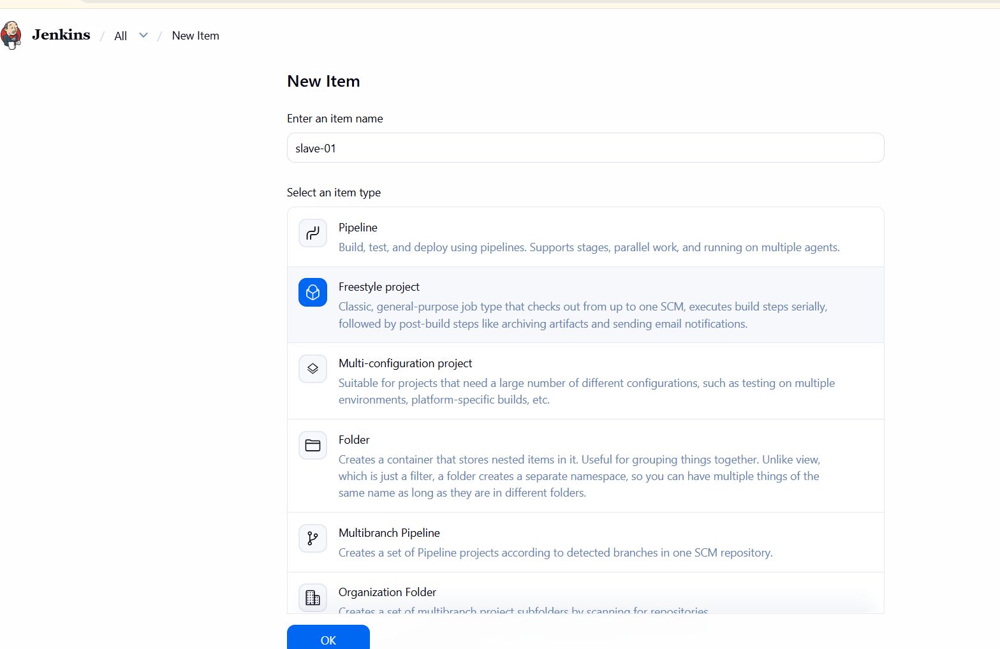 Jenkins / All / New Item
New Item
Enter an item name
slave-01
Select an item type
Pipeline
Build, test, and deploy using pipelines. Supports stages, parallel work, and running on multiple agents.
Freestyle project
Classic, general-purpose job type that checks out from up to one SCM, executes build steps serially,
followed by post-build steps like archiving artifacts and sending email notifications.
Multi-configuration project
Suitable for projects that need a large number of different configurations, such as testing on multiple
environments, platform-specific builds, etc.
Folder
Creates a container that stores nested items in it. Useful for grouping things together. Unlike view,
which is just a filter, a folder creates a separate namespace, so you can have multiple things of the
same name as long as they are in different folders.
Multibranch Pipeline
Creates a set of Pipeline projects according to detected branches in one SCM repository.
Organization Folder
Creates a set of multibranch project subfolders by scanning for repositories.
OK